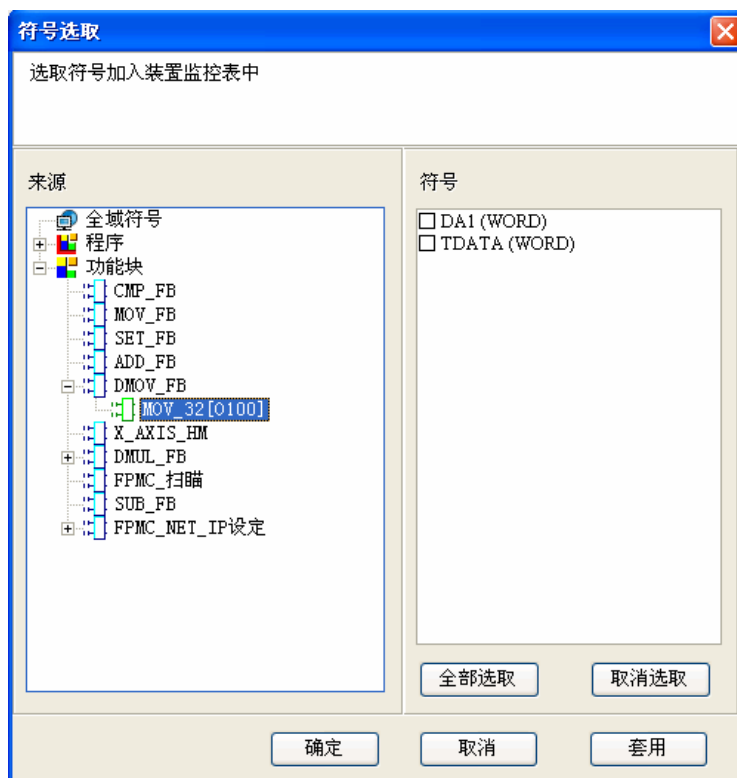 符号选取
选取符号加入装置监控表中
来源
全域符号
程序
功能块
CMP_FB
MOV_FB
SET_FB
ADD_FB
DMOV_FB
MOV_32[O100]
X_AXIS_HM
DMUL_FB
FPMC_扫瞄
SUB_FB
FPMC_NET_IP设定
符号
DA1 (WORD)
TDATA (WORD)
全部选取
取消选取
确定
取消
套用